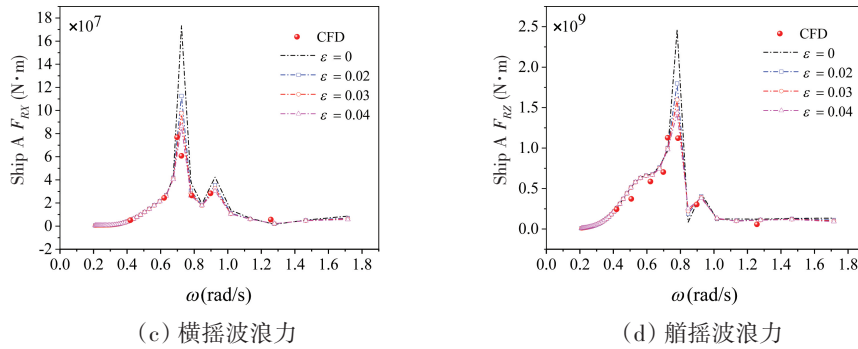 ×10⁷
18
16
14
12
10
8
6
4
2
0
-2
Ship A F_RX (N·m)
CFD
ε = 0
ε = 0.02
ε = 0.03
ε = 0.04
0.0 0.2 0.4 0.6 0.8 1.0 1.2 1.4 1.6 1.8
ω(rad/s)
(c) 横摇波浪力
×10⁹
2.5
2.0
1.5
1.0
0.5
0.0
Ship A F_RZ (N·m)
CFD
ε = 0
ε = 0.02
ε = 0.03
ε = 0.04
0.0 0.2 0.4 0.6 0.8 1.0 1.2 1.4 1.6 1.8
ω(rad/s)
(d) 艏摇波浪力